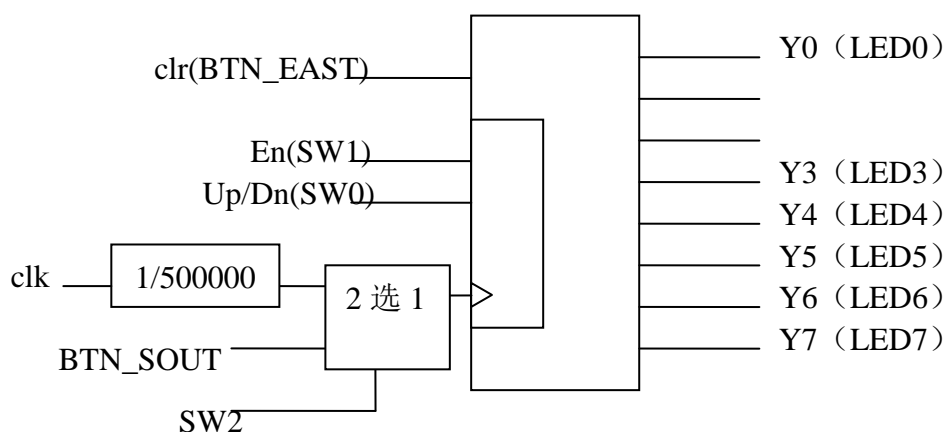 clr(BTN_EAST)
En(SW1)
Up/Dn(SW0)
clk
1/500000
2 选 1
BTN_SOUT
SW2
Y0（LED0）
Y3（LED3）
Y4（LED4）
Y5（LED5）
Y6（LED6）
Y7（LED7）